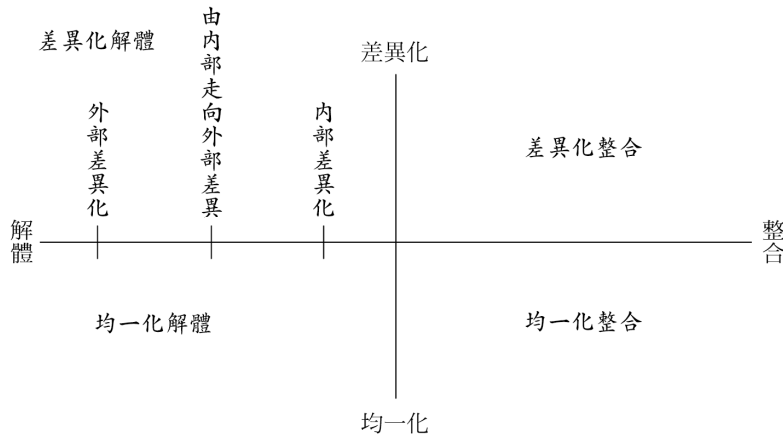 差異化解體
由內部走向外部差異
差異化
外部差異化
內部差異化
差異化整合
解體
整合
均一化解體
均一化整合
均一化